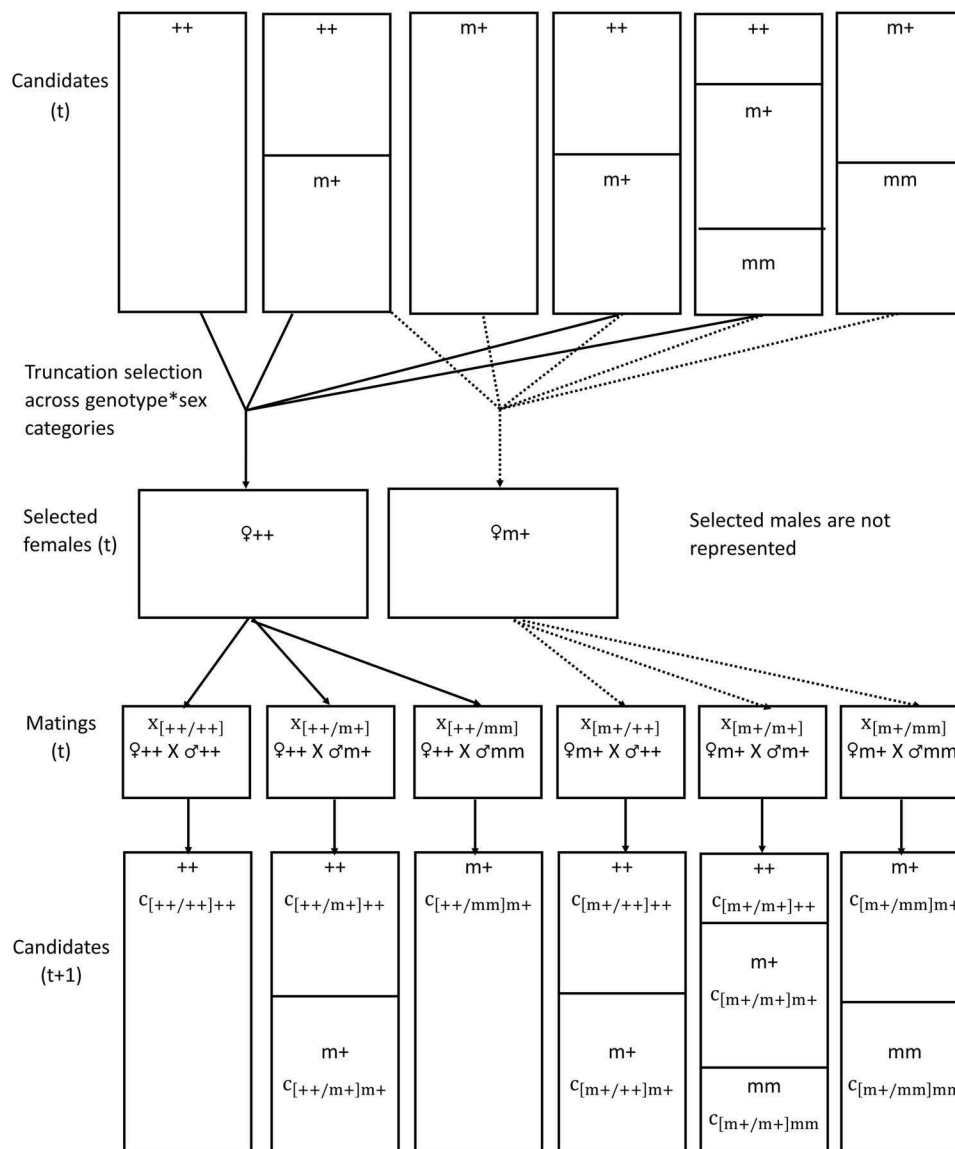 ++ ++ m+ ++ ++ m+
Candidates
(t)
m+
m+ m+
mm
mm
Truncation selection
across genotype*sex
categories
Selected
females (t)
♀++
♀m+
Selected males are not
represented
Matings
(t)
x[++/++] x[++/m+] x[++/mm] x[m+/++] x[m+/m+] x[m+/mm]
♀++ X ♂++ ♀++ X ♂m+ ♀++ X ♂mm ♀m+ X ♂++ ♀m+ X ♂m+ ♀m+ X ♂mm
++ ++ m+ ++ ++ m+
c[++/++]++ c[++/m+]++ c[++/mm]m+ c[m+/++]++ c[m+/m+]++ c[m+/mm]m+
Candidates
(t+1)
m+
c[m+/m+]m+
m+ m+ mm
c[++/m+]m+ c[m+/++]m+ c[m+/mm]mm
mm
c[m+/m+]mm